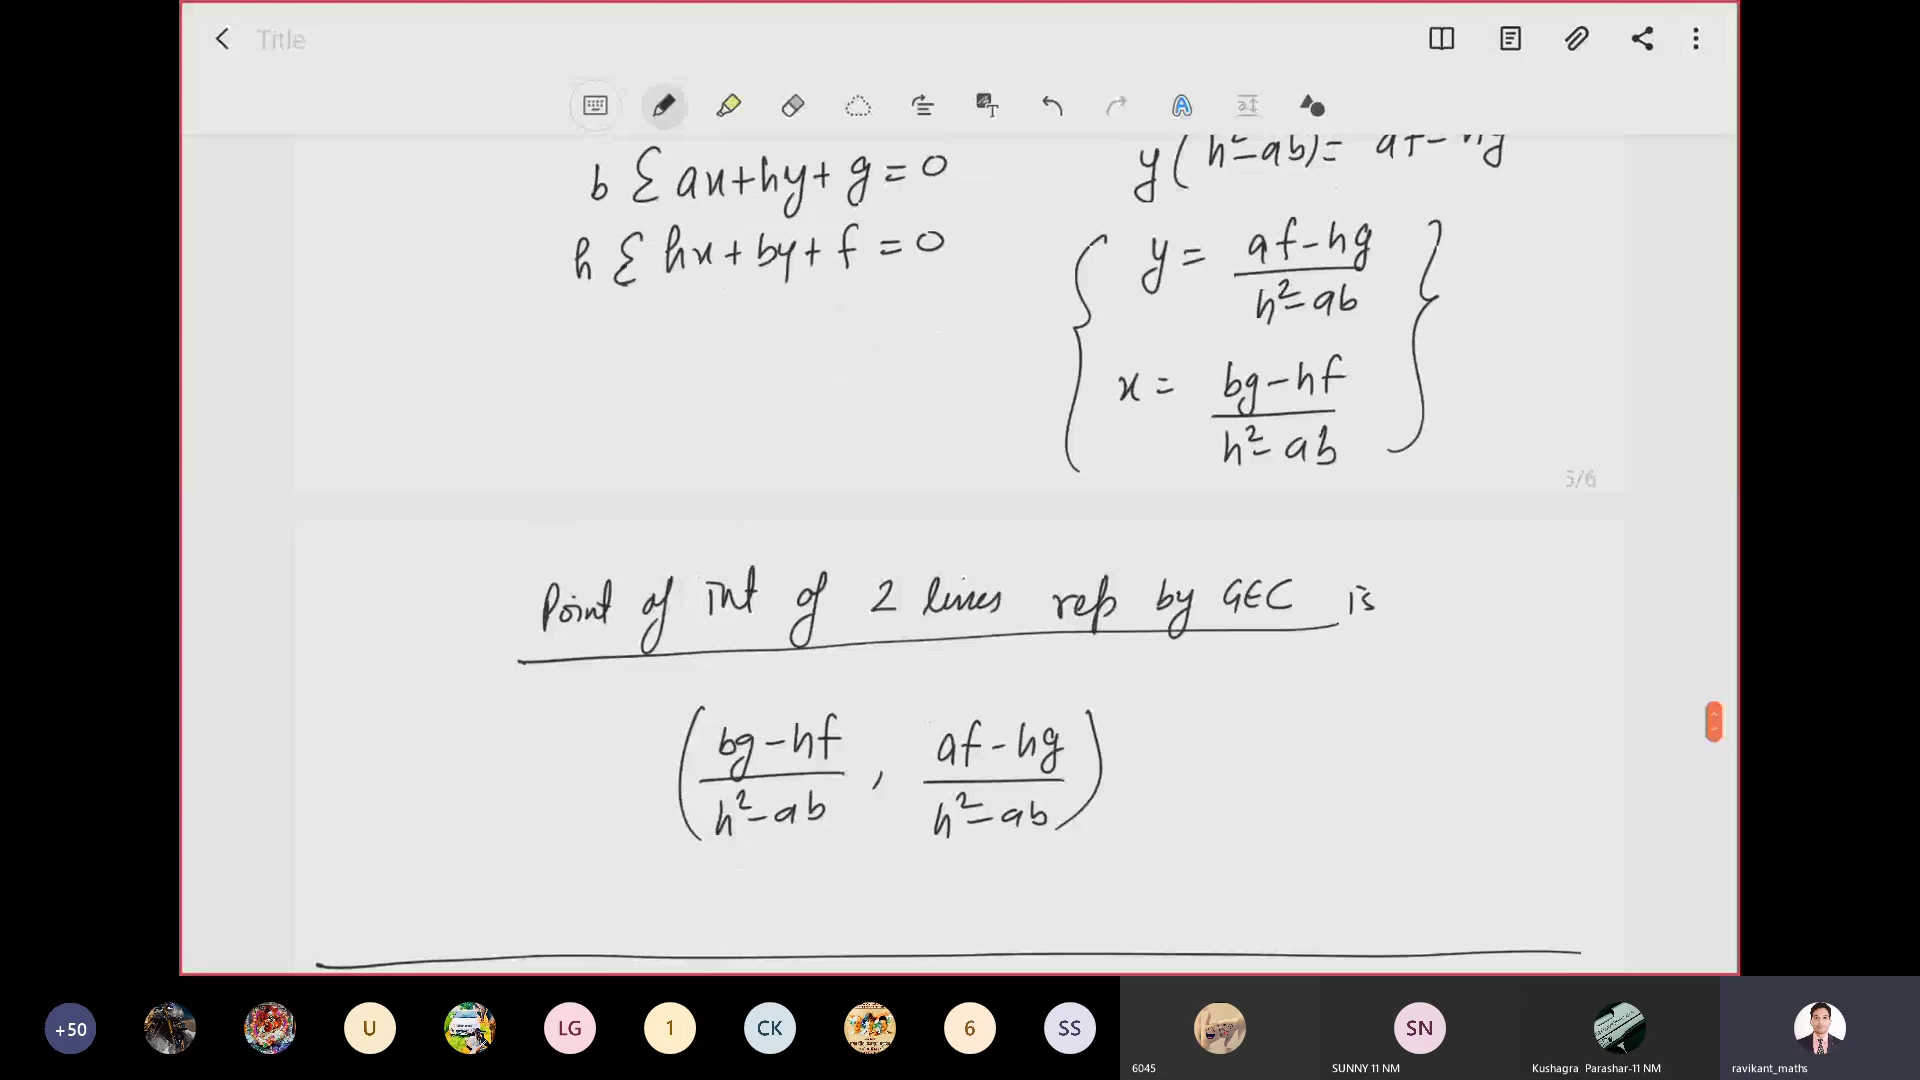 Title
b { ax+hy+g=0
h { hx+by+f=0
y(h²-ab)= af-hg
y= af-hg / h²-ab
x= bg-hf / h²-ab
5/6
Point of Int of 2 lines rep by GEC is
( bg-hf / h²-ab , af-hg / h²-ab )
+50
U
LG
1
CK
6
SS
SN
6045
SUNNY 11 NM
Kushagra Parashar-11 NM
ravikant_maths